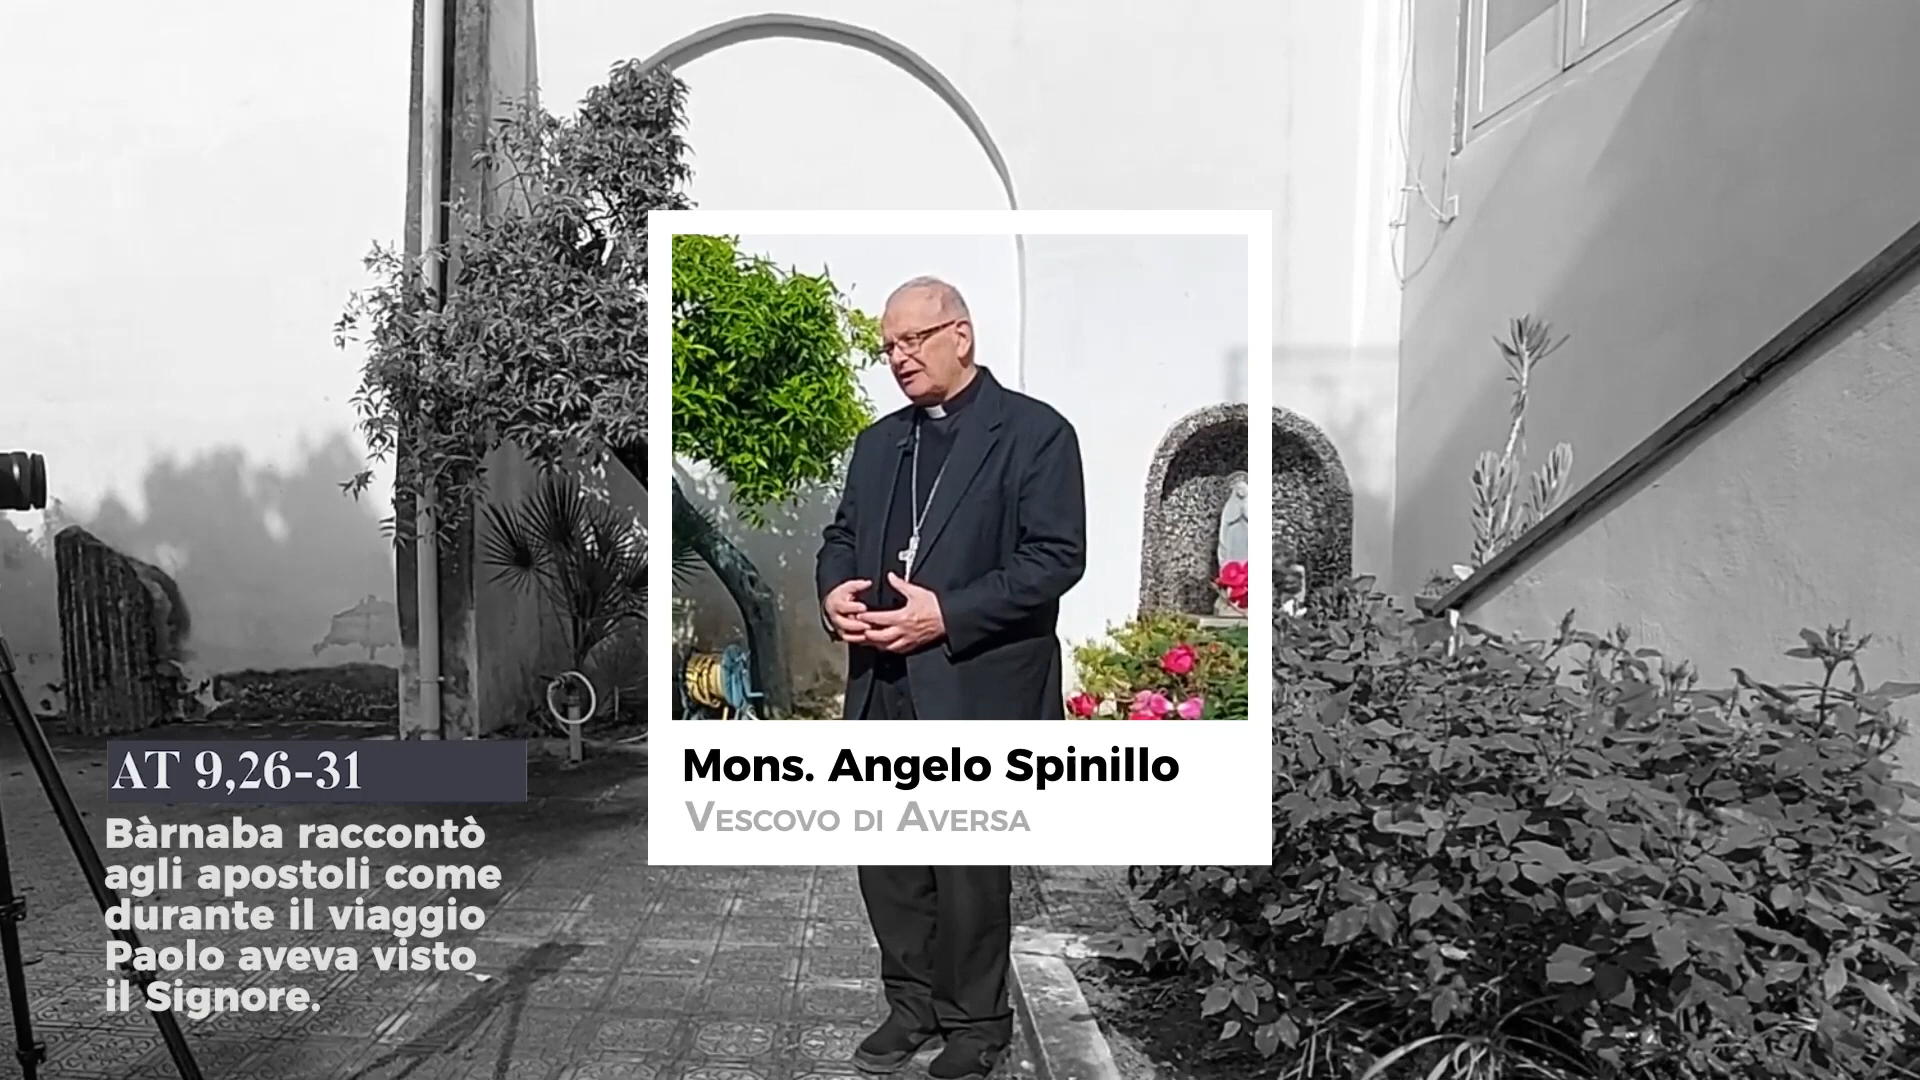 Mons. Angelo Spinillo
Vescovo di Aversa
AT 9,26-31
Bàrnaba raccontò
agli apostoli come
durante il viaggio
Paolo aveva visto
il Signore.